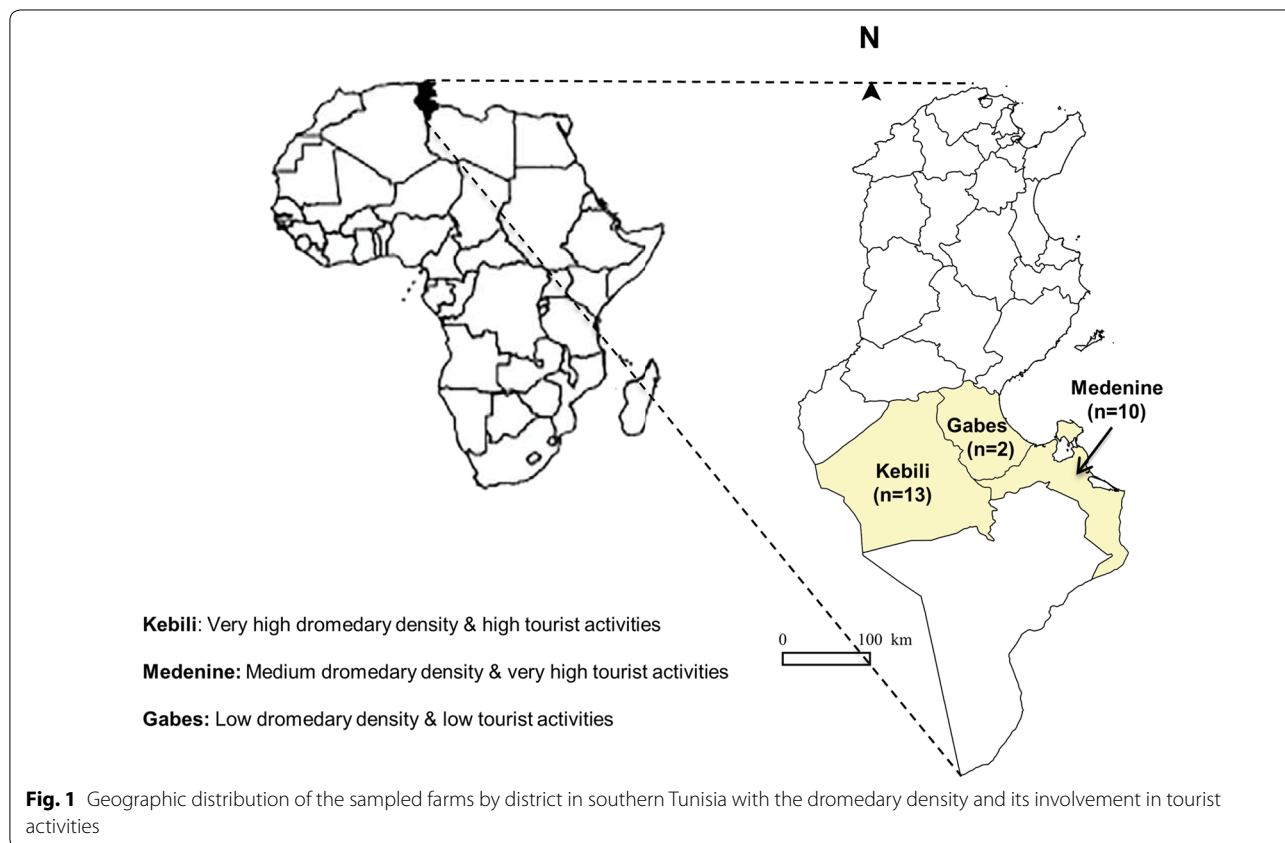 N
Medenine
(n=10)
Gabes
(n=2)
Kebili
(n=13)
Kebili: Very high dromedary density & high tourist activities
0 100 km
Medenine: Medium dromedary density & very high tourist activities
Gabes: Low dromedary density & low tourist activities
Fig. 1 Geographic distribution of the sampled farms by district in southern Tunisia with the dromedary density and its involvement in tourist
activities